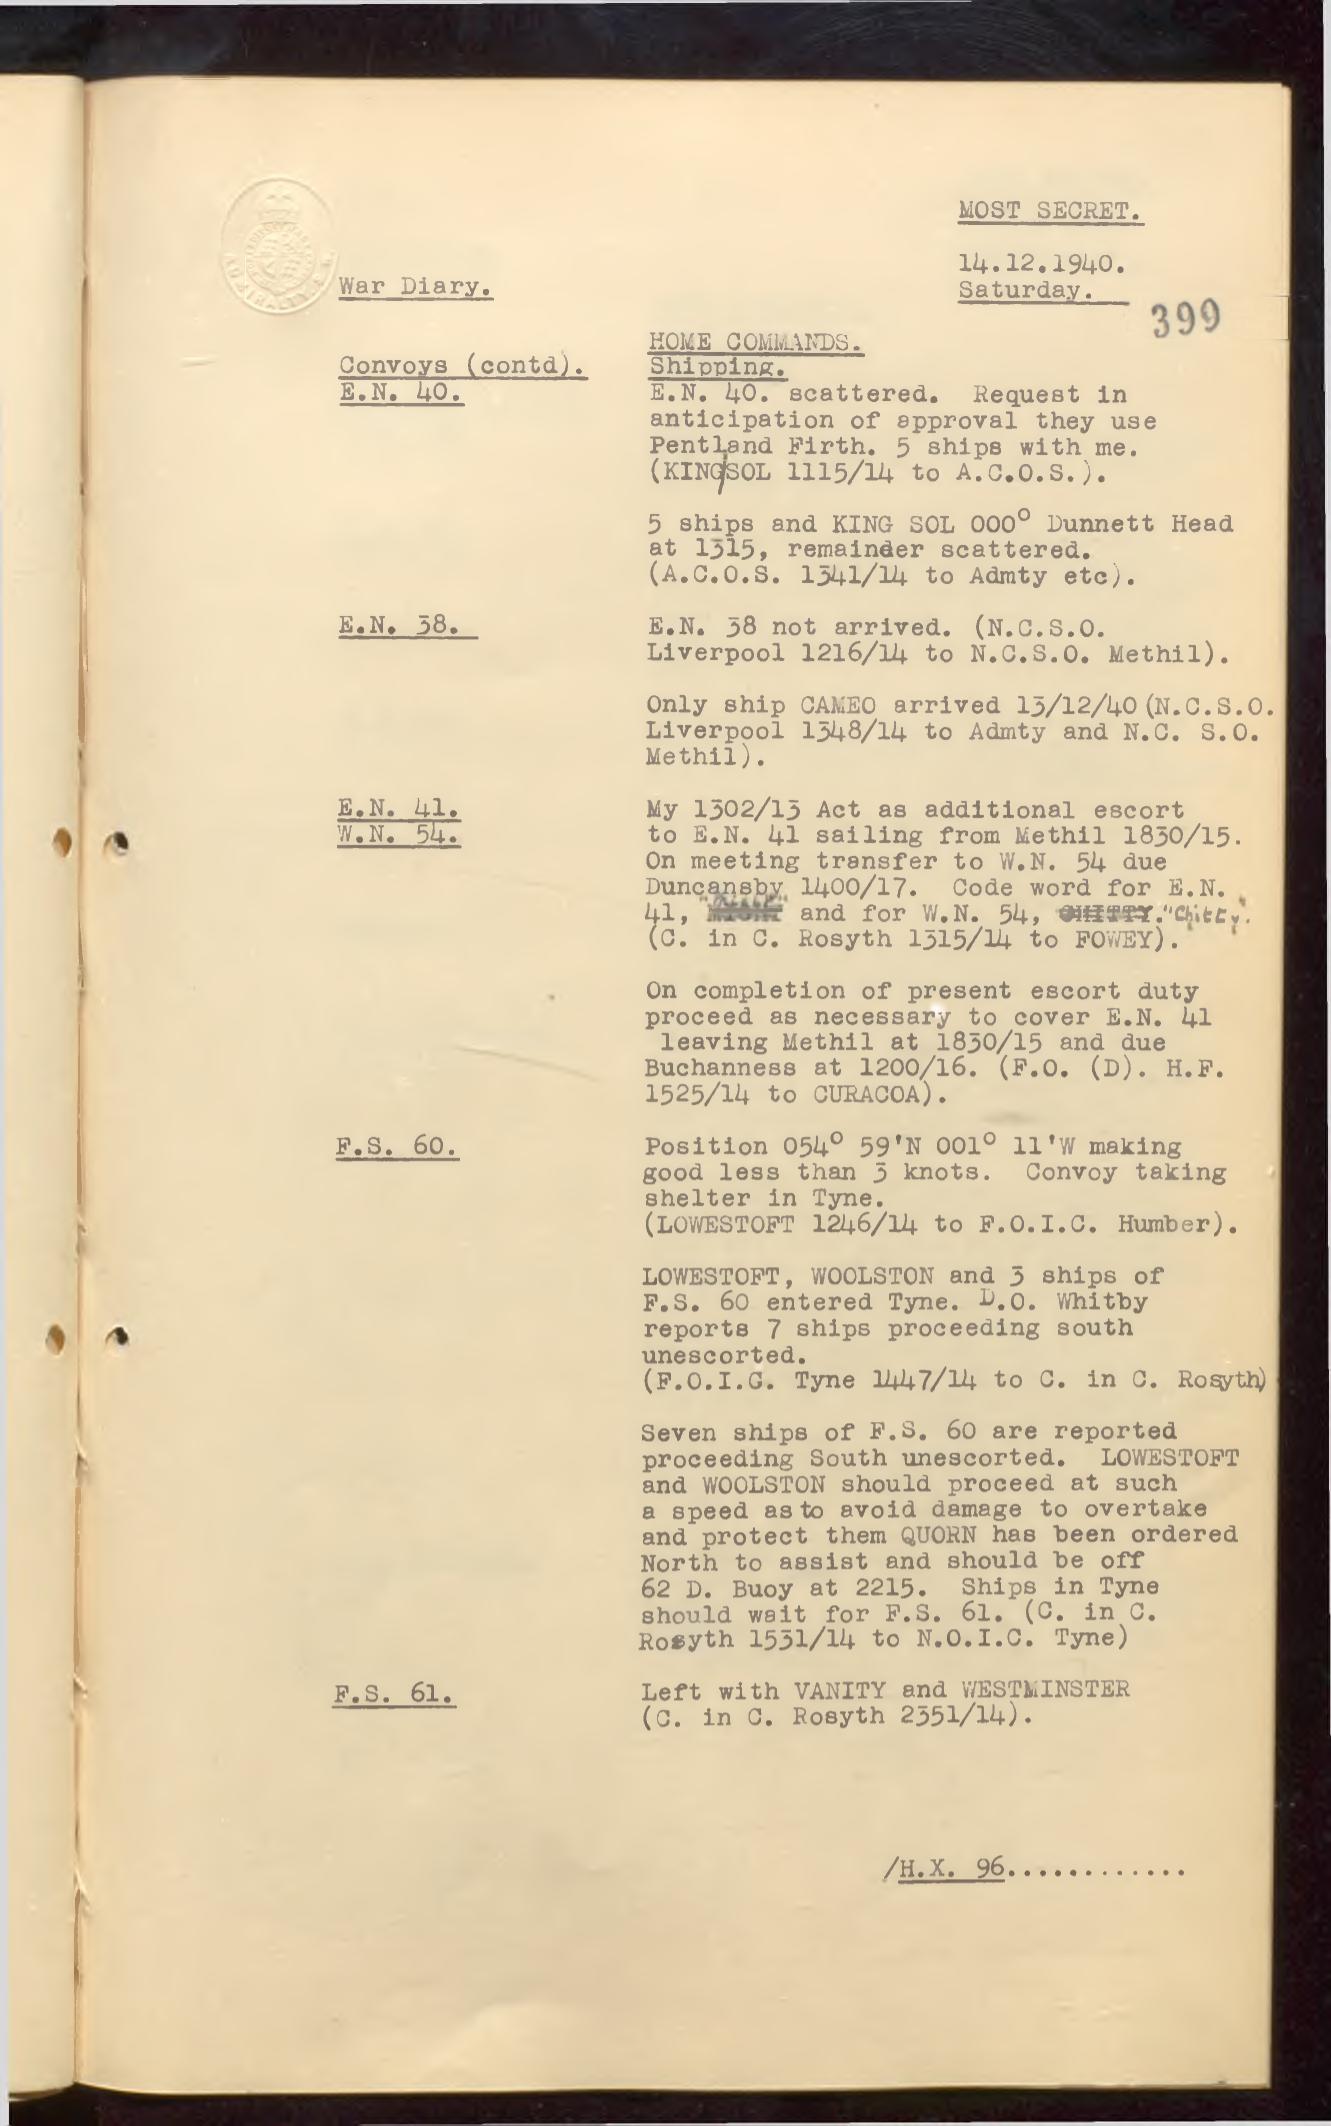 MOST SECRET.
14.12.1940.
Saturday.
War Diary.
399
HOME COMMANDS.
Convoys (contd).
Shipping.
E.N. 40.
E.N. 40. scattered. Request in
anticipation of approval they use
Pentland Firth. 5 ships with me.
(KING/SOL 1115/14 to A.C.O.S.).
5 ships and KING SOL 000° Dunnett Head
at 1315, remainder scattered.
(A.C.O.S. 1341/14 to Admty etc).
E.N. 38.
E.N. 38 not arrived. (N.C.S.O.
Liverpool 1216/14 to N.C.S.O. Methil).
Only ship CAMEO arrived 13/12/40 (N.C.S.O.
Liverpool 1348/14 to Admty and N.C. S.O.
Methil).
E.N. 41.
W.N. 54.
My 1302/13 Act as additional escort
to E.N. 41 sailing from Methil 1830/15.
On meeting transfer to W.N. 54 due
Duncansby 1400/17. Code word for E.N.
41, and for W.N. 54, CHITTY. "Chitty".
(C. in C. Rosyth 1315/14 to FOWEY).
On completion of present escort duty
proceed as necessary to cover E.N. 41
leaving Methil at 1830/15 and due
Buchanness at 1200/16. (F.O. (D). H.F.
1525/14 to CURACOA).
F.S. 60.
Position 054° 59'N 001° 11'W making
good less than 3 knots. Convoy taking
shelter in Tyne.
(LOWESTOFT 1246/14 to F.O.I.C. Humber).
LOWESTOFT, WOOLSTON and 3 ships of
F.S. 60 entered Tyne. D.O. Whitby
reports 7 ships proceeding south
unescorted.
(F.O.I.C. Tyne 1447/14 to C. in C. Rosyth)
Seven ships of F.S. 60 are reported
proceeding South unescorted. LOWESTOFT
and WOOLSTON should proceed at such
a speed as to avoid damage to overtake
and protect them QUORN has been ordered
North to assist and should be off
62 D. Buoy at 2215. Ships in Tyne
should wait for F.S. 61. (C. in C.
Rosyth 1531/14 to N.O.I.C. Tyne)
F.S. 61.
Left with VANITY and WESTMINSTER
(C. in C. Rosyth 2351/14).
/H.X. 96............